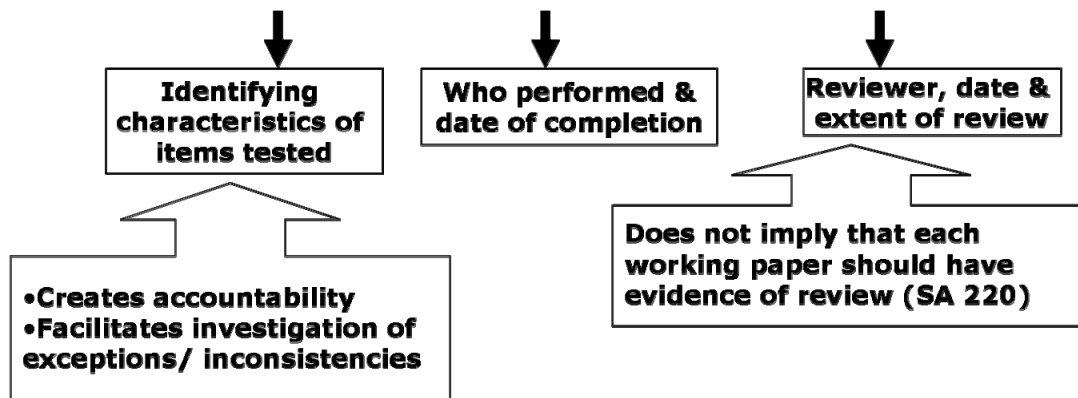 Identifying
characteristics of
items tested
Who performed &
date of completion
Reviewer, date &
extent of review
•Creates accountability
•Facilitates investigation of
exceptions/ inconsistencies
Does not imply that each
working paper should have
evidence of review (SA 220)